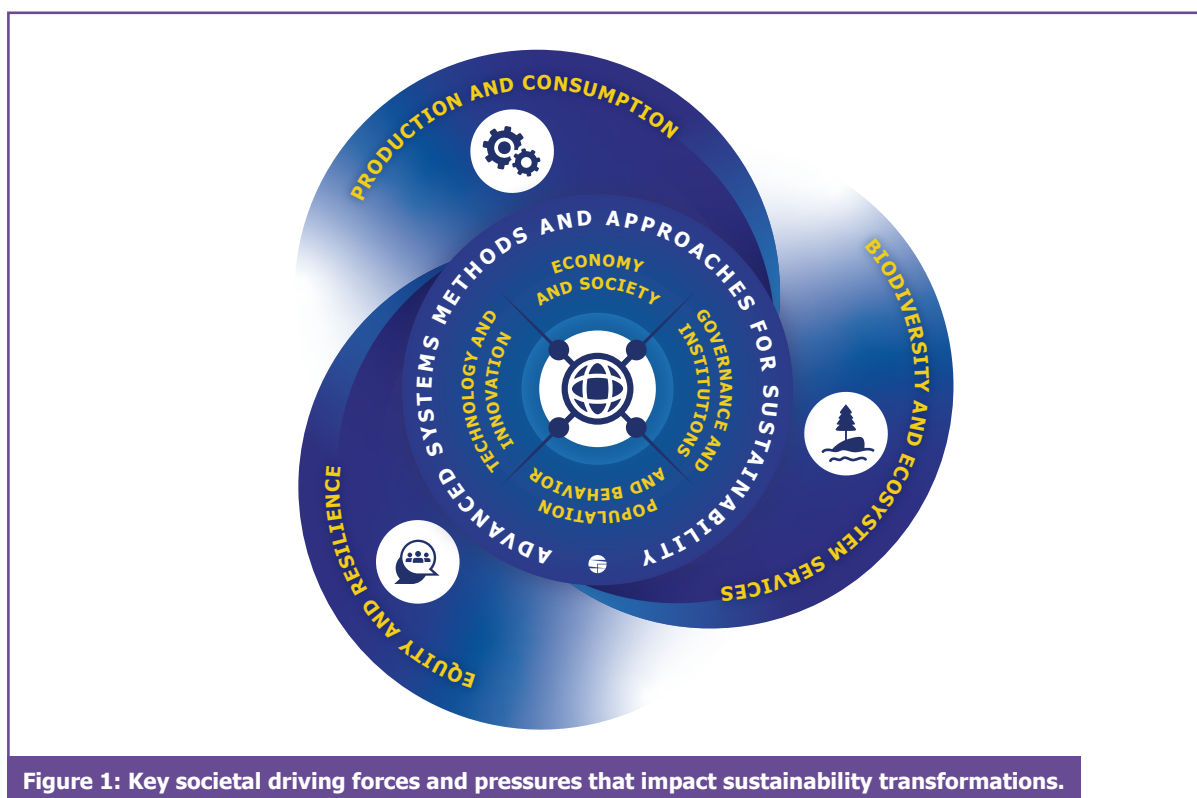 PRODUCTION AND CONSUMPTION
BIODIVERSITY AND ECOSYSTEM SERVICES
EQUITY AND RESILIENCE
ADVANCED SYSTEMS METHODS AND APPROACHES FOR SUSTAINABILITY
ECONOMY
AND SOCIETY
GOVERNANCE AND
INSTITUTIONS
POPULATION
AND BEHAVIOR
TECHNOLOGY AND
INNOVATION
Figure 1: Key societal driving forces and pressures that impact sustainability transformations.